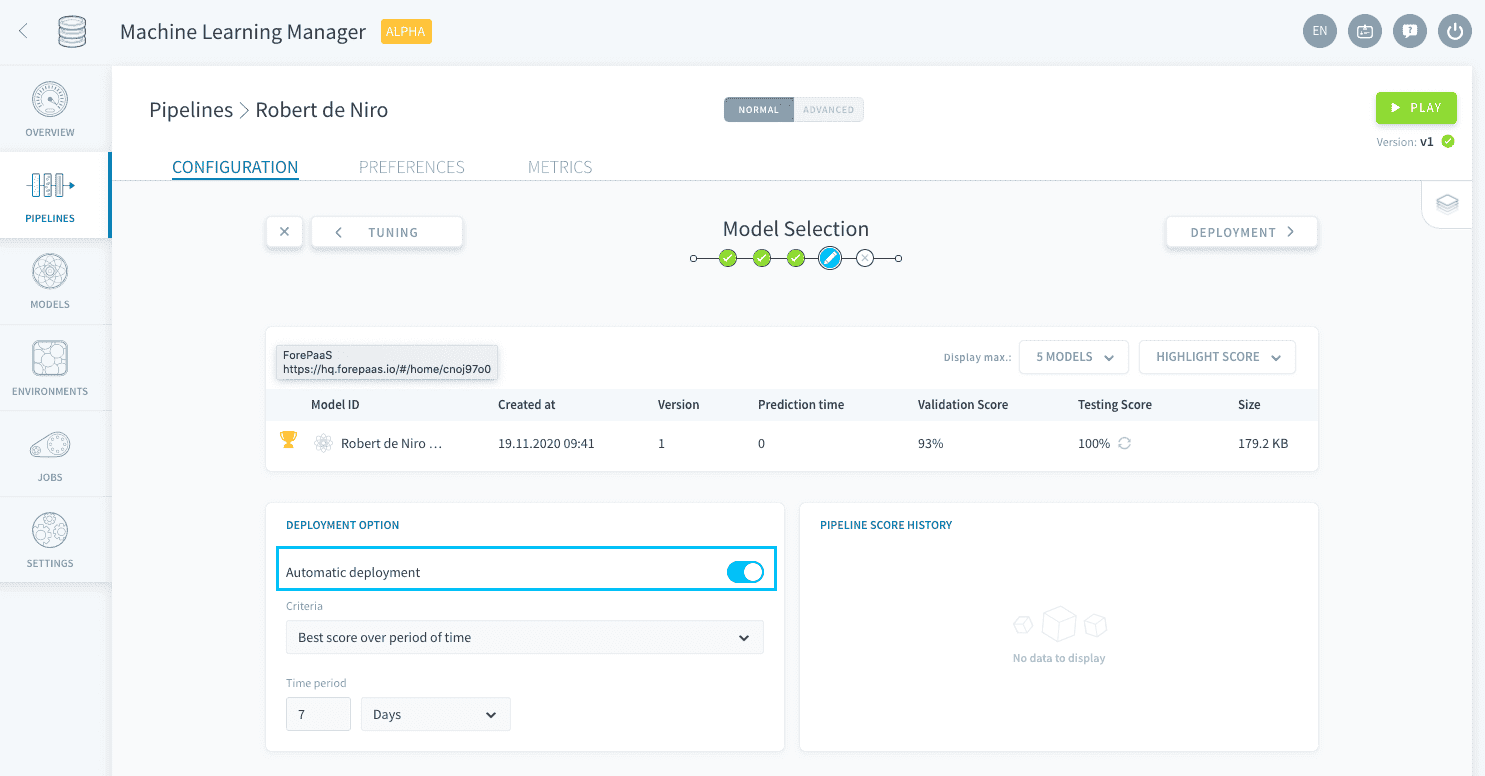 Machine Learning Manager ALPHA
EN
OVERVIEW
PIPELINES
MODELS
ENVIRONMENTS
JOBS
SETTINGS
Pipelines > Robert de Niro
NORMAL ADVANCED
PLAY
Version: v1
CONFIGURATION PREFERENCES METRICS
TUNING
Model Selection
DEPLOYMENT
ForePaaS
https://hq.forepaas.io/#/home/cnoj97o0
Display max.: 5 MODELS HIGHLIGHT SCORE
Model ID Created at Version Prediction time Validation Score Testing Score Size
Robert de Niro … 19.11.2020 09:41 1 0 93% 100% 179.2 KB
DEPLOYMENT OPTION
Automatic deployment
Criteria
Best score over period of time
Time period
7 Days
PIPELINE SCORE HISTORY
No data to display